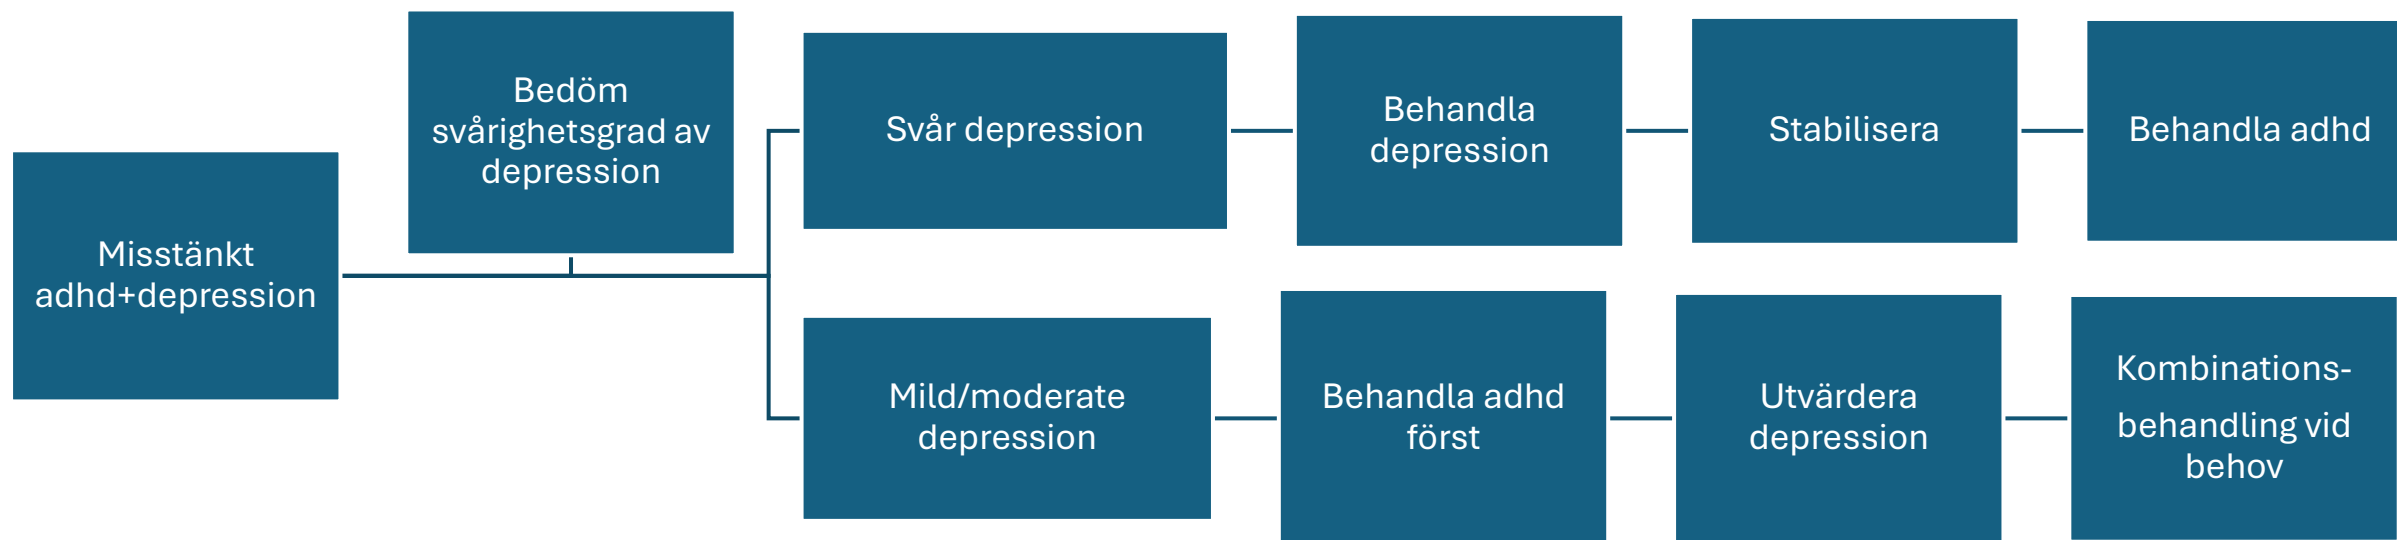 Misstänkt
adhd+depression
Bedöm
svårighetsgrad av
depression
Svår depression
Behandla
depression
Stabilisera
Behandla adhd
Mild/moderate
depression
Behandla adhd
först
Utvärdera
depression
Kombinations-
behandling vid
behov